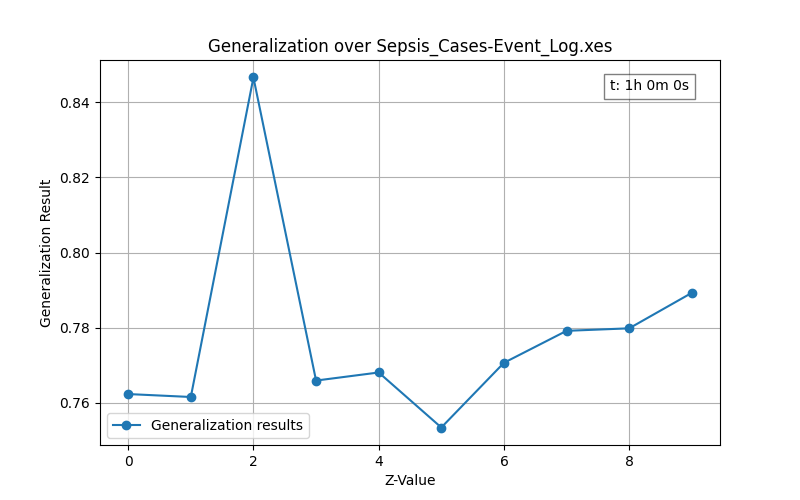 Generalization over Sepsis_Cases-Event_Log.xes
t: 1h 0m 0s
Generalization Result
0.84
0.82
0.80
0.78
0.76
Generalization results
0 2 4 6 8
Z-Value